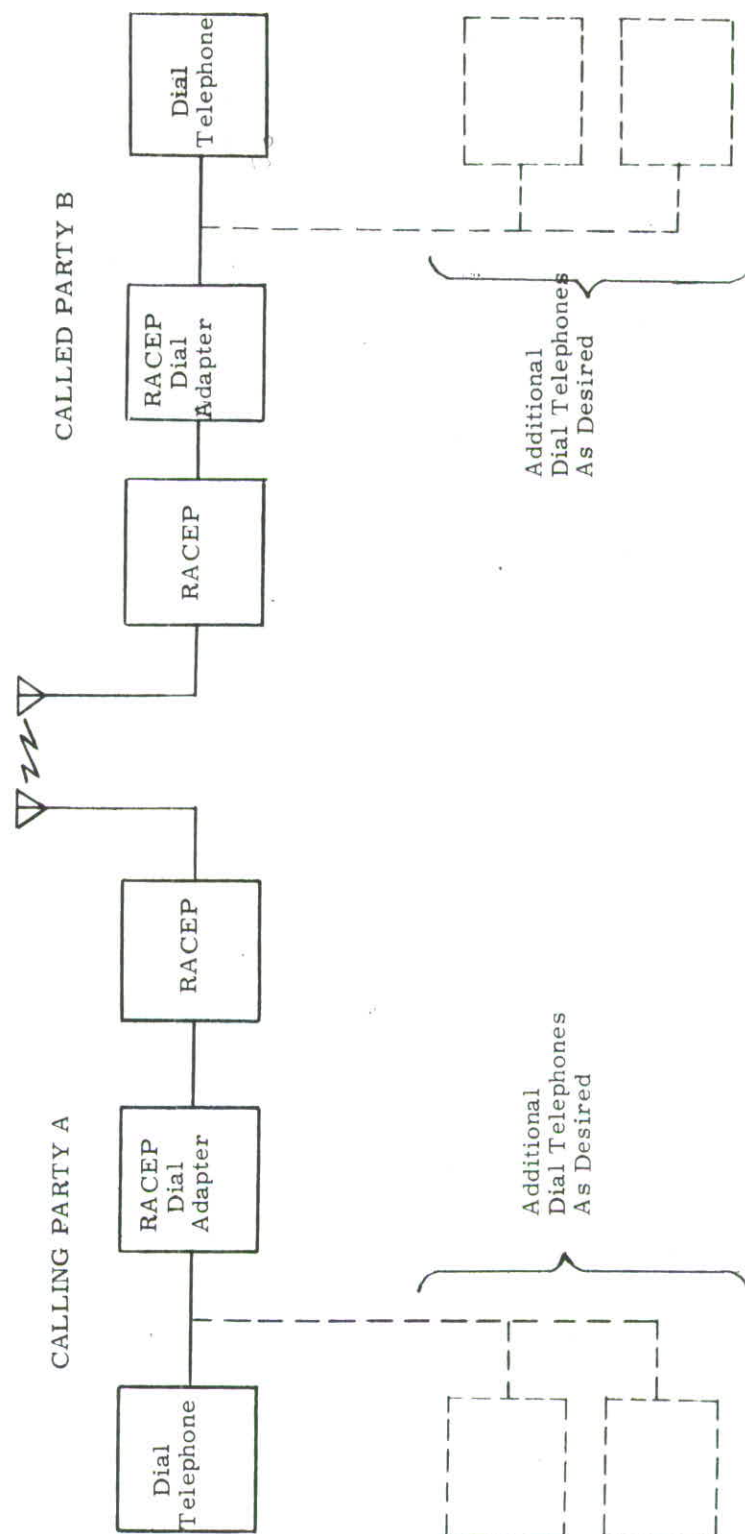 CALLING PARTY A
CALLED PARTY B
Dial
Telephone
RACEP
Dial
Adapter
RACEP
RACEP
RACEP
Dial
Adapter
Dial
Telephone
Additional
Dial Telephones
As Desired
Additional
Dial Telephones
As Desired